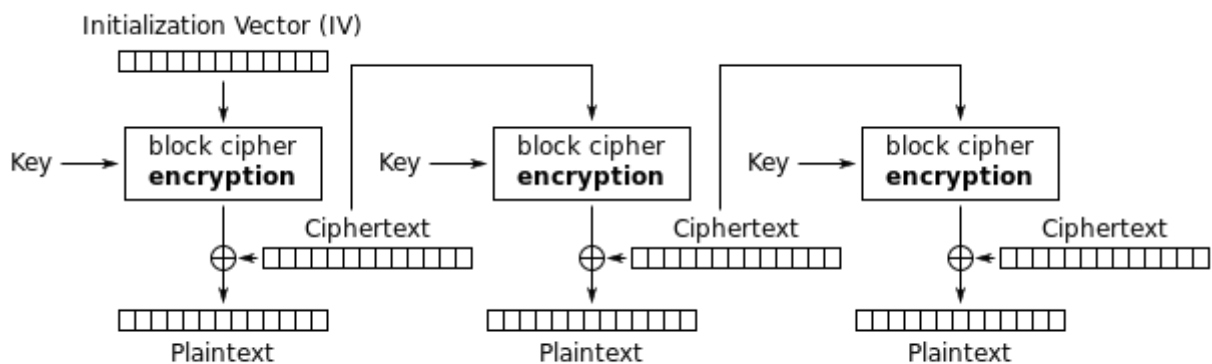 Initialization Vector (IV)
Key
block cipher
encryption
Key
block cipher
encryption
Key
block cipher
encryption
Ciphertext
Ciphertext
Ciphertext
Plaintext
Plaintext
Plaintext